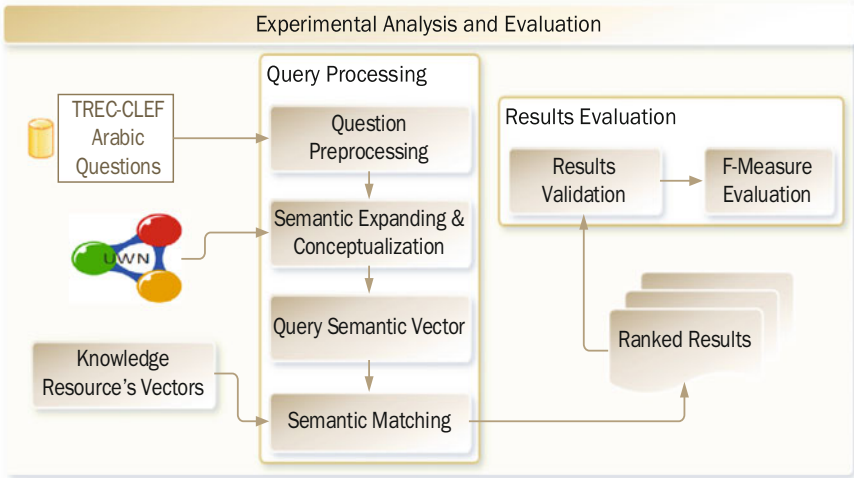 Experimental Analysis and Evaluation
Query Processing
TREC-CLEF
Arabic
Questions
Question
Preprocessing
UWN
Semantic Expanding &
Conceptualization
Query Semantic Vector
Knowledge
Resource's Vectors
Semantic Matching
Results Evaluation
Results
Validation
F-Measure
Evaluation
Ranked Results